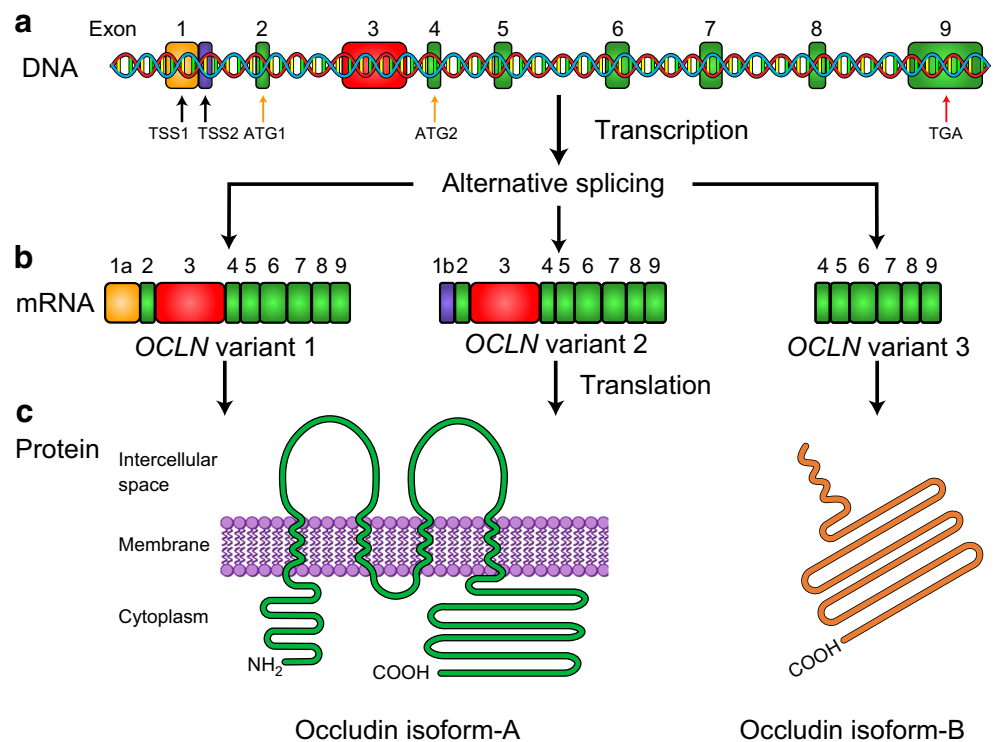 a
Exon 1 2 3 4 5 6 7 8 9
DNA
TSS1 TSS2 ATG1 ATG2 TGA
Transcription
Alternative splicing
b
1a 2 3 4 5 6 7 8 9
1b 2 3 4 5 6 7 8 9
4 5 6 7 8 9
mRNA
OCLN variant 1
OCLN variant 2
OCLN variant 3
Translation
c
Protein
Intercellular
space
Membrane
Cytoplasm
NH2
COOH
COOH
Occludin isoform-A
Occludin isoform-B